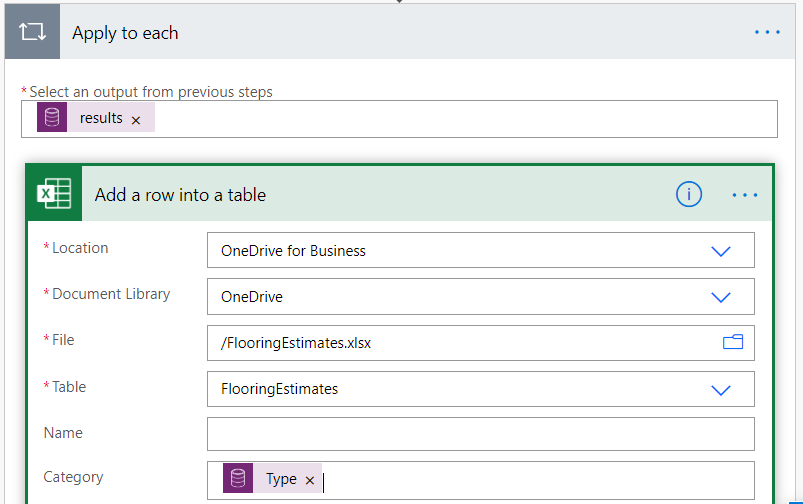 Apply to each
* Select an output from previous steps
results ×
Add a row into a table
* Location OneDrive for Business
* Document Library OneDrive
* File /FlooringEstimates.xlsx
* Table FlooringEstimates
Name
Category Type ×